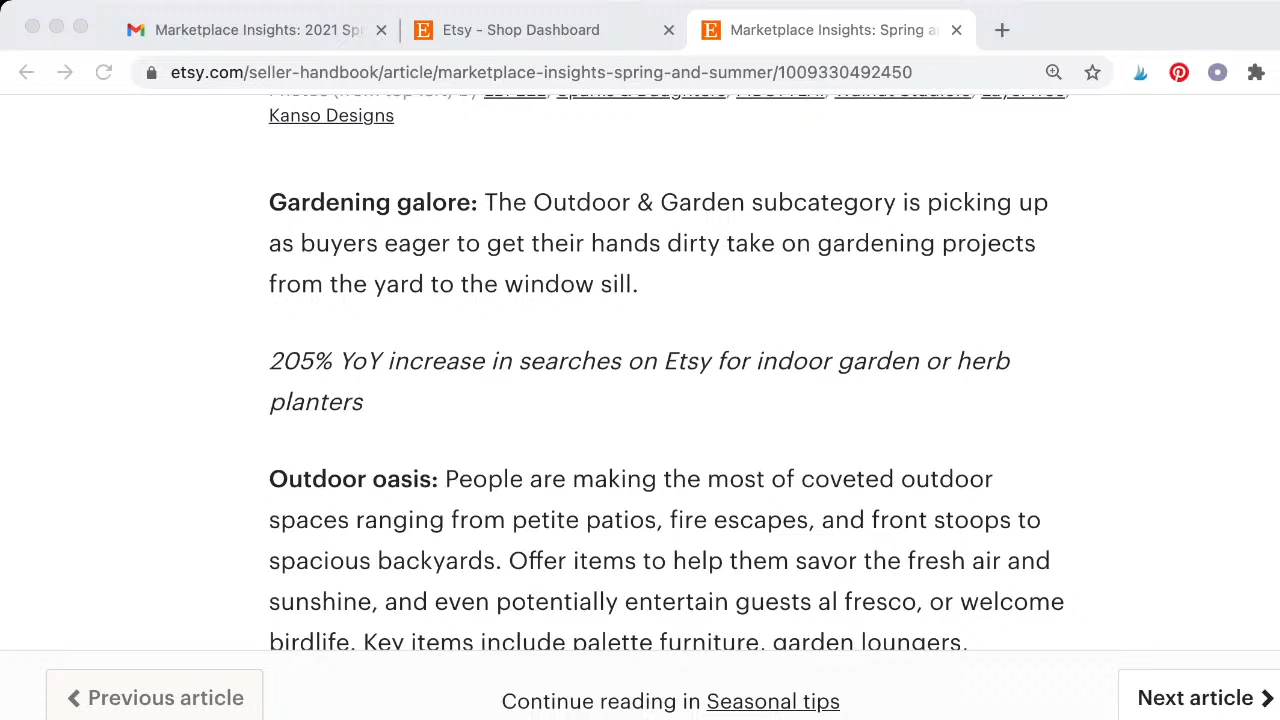 Marketplace Insights: 2021 Spr
Etsy - Shop Dashboard
Marketplace Insights: Spring a
etsy.com/seller-handbook/article/marketplace-insights-spring-and-summer/1009330492450
Kanso Designs
Gardening galore: The Outdoor & Garden subcategory is picking up
as buyers eager to get their hands dirty take on gardening projects
from the yard to the window sill.
205% YoY increase in searches on Etsy for indoor garden or herb
planters
Outdoor oasis: People are making the most of coveted outdoor
spaces ranging from petite patios, fire escapes, and front stoops to
spacious backyards. Offer items to help them savor the fresh air and
sunshine, and even potentially entertain guests al fresco, or welcome
birdlife. Key items include palette furniture, garden loungers,
Previous article
Continue reading in Seasonal tips
Next article